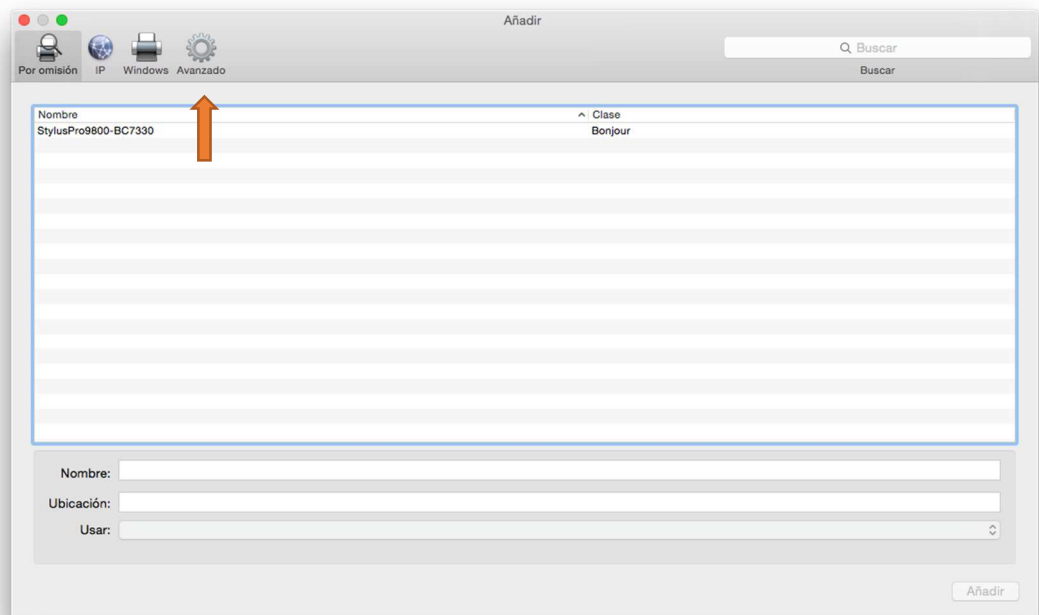 Añadir
Por omisión IP Windows Avanzado
Buscar
Buscar
Nombre Clase
StylusPro9800-BC7330 Bonjour
Nombre:
Ubicación:
Usar:
Añadir